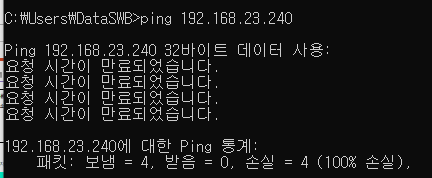 C:\Users\DataSWB>ping 192.168.23.240
Ping 192.168.23.240 32바이트 데이터 사용:
요청 시간이 만료되었습니다.
요청 시간이 만료되었습니다.
요청 시간이 만료되었습니다.
요청 시간이 만료되었습니다.
192.168.23.240에 대한 Ping 통계:
패킷: 보냄 = 4, 받음 = 0, 손실 = 4 (100% 손실),